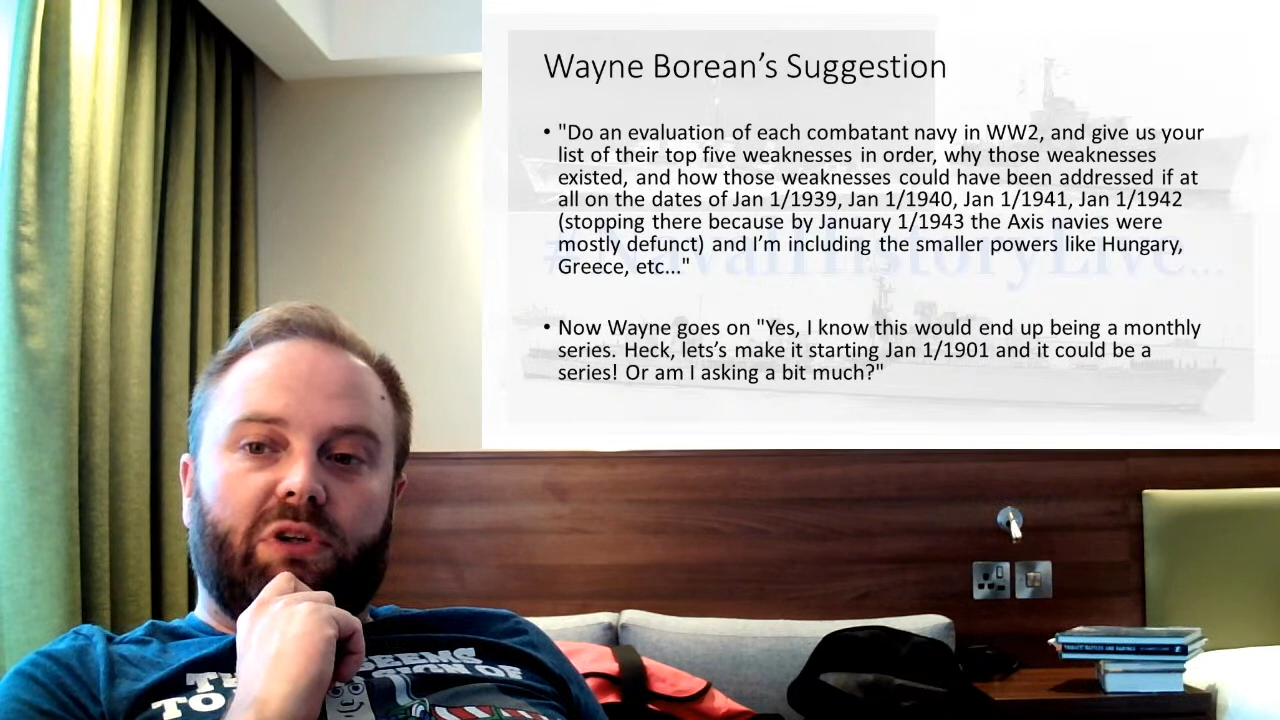 Wayne Borean's Suggestion
• "Do an evaluation of each combatant navy in WW2, and give us your
list of their top five weaknesses in order, why those weaknesses
existed, and how those weaknesses could have been addressed if at
all on the dates of Jan 1/1939, Jan 1/1940, Jan 1/1941, Jan 1/1942
(stopping there because by January 1/1943 the Axis navies were
mostly defunct) and I'm including the smaller powers like Hungary,
Greece, etc..."
• Now Wayne goes on "Yes, I know this would end up being a monthly
series. Heck, lets's make it starting Jan 1/1901 and it could be a
series! Or am I asking a bit much?"
#NavalHistoryLive...
SEEMS
SIGN OF
TO